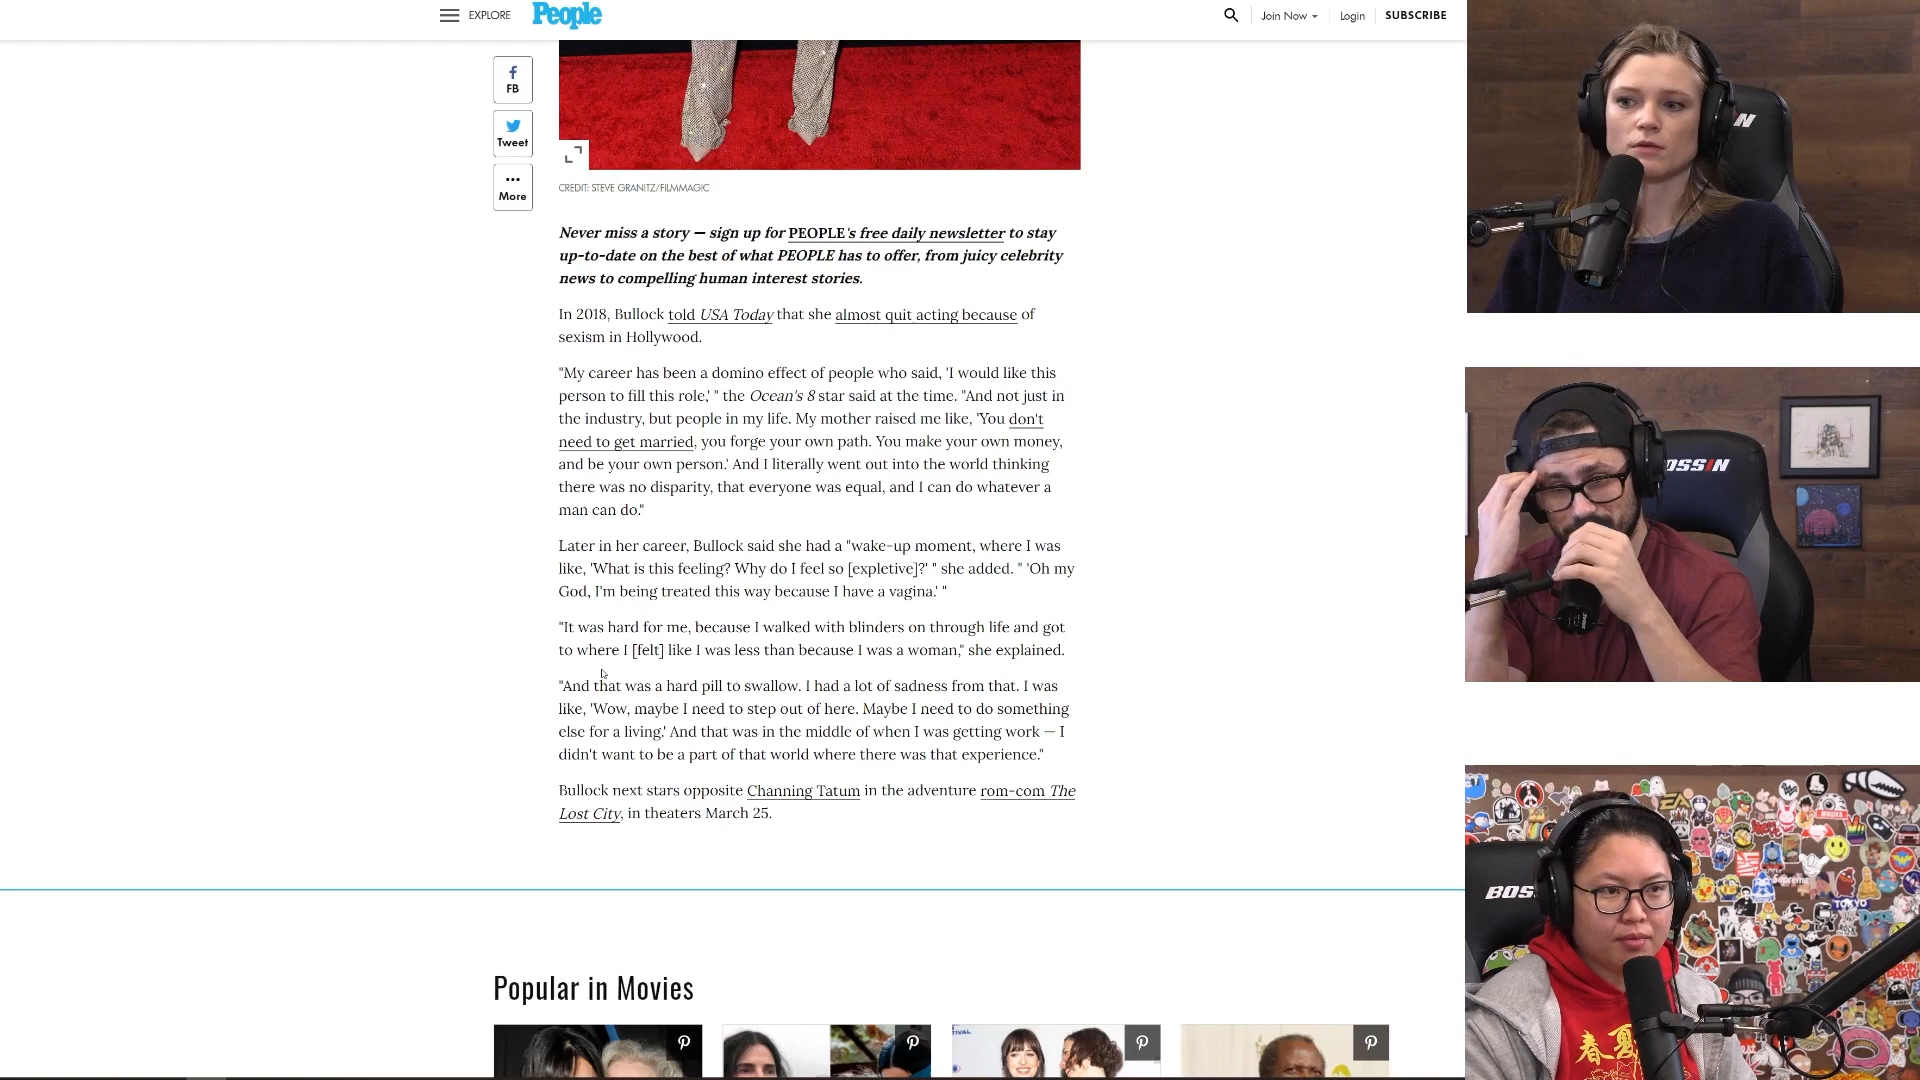 EXPLORE
People
Join Now
Login
SUBSCRIBE
FB
Tweet
More
CREDIT: STEVE GRANITZ/FILMMAGIC
Never miss a story — sign up for PEOPLE's free daily newsletter to stay
up-to-date on the best of what PEOPLE has to offer, from juicy celebrity
news to compelling human interest stories.
In 2018, Bullock told USA Today that she almost quit acting because of
sexism in Hollywood.
"My career has been a domino effect of people who said, 'I would like this
person to fill this role,' " the Ocean's 8 star said at the time. "And not just in
the industry, but people in my life. My mother raised me like, 'You don't
need to get married, you forge your own path. You make your own money,
and be your own person.' And I literally went out into the world thinking
there was no disparity, that everyone was equal, and I can do whatever a
man can do."
Later in her career, Bullock said she had a "wake-up moment, where I was
like, 'What is this feeling? Why do I feel so [expletive]?' " she added. " 'Oh my
God, I'm being treated this way because I have a vagina.' "
"It was hard for me, because I walked with blinders on through life and got
to where I [felt] like I was less than because I was a woman," she explained.
"And that was a hard pill to swallow. I had a lot of sadness from that. I was
like, 'Wow, maybe I need to step out of here. Maybe I need to do something
else for a living.' And that was in the middle of when I was getting work — I
didn't want to be a part of that world where there was that experience."
Bullock next stars opposite Channing Tatum in the adventure rom-com The
Lost City, in theaters March 25.
Popular in Movies
OSSIN
BOSS
TOKYO
EA
Supreme
春夏